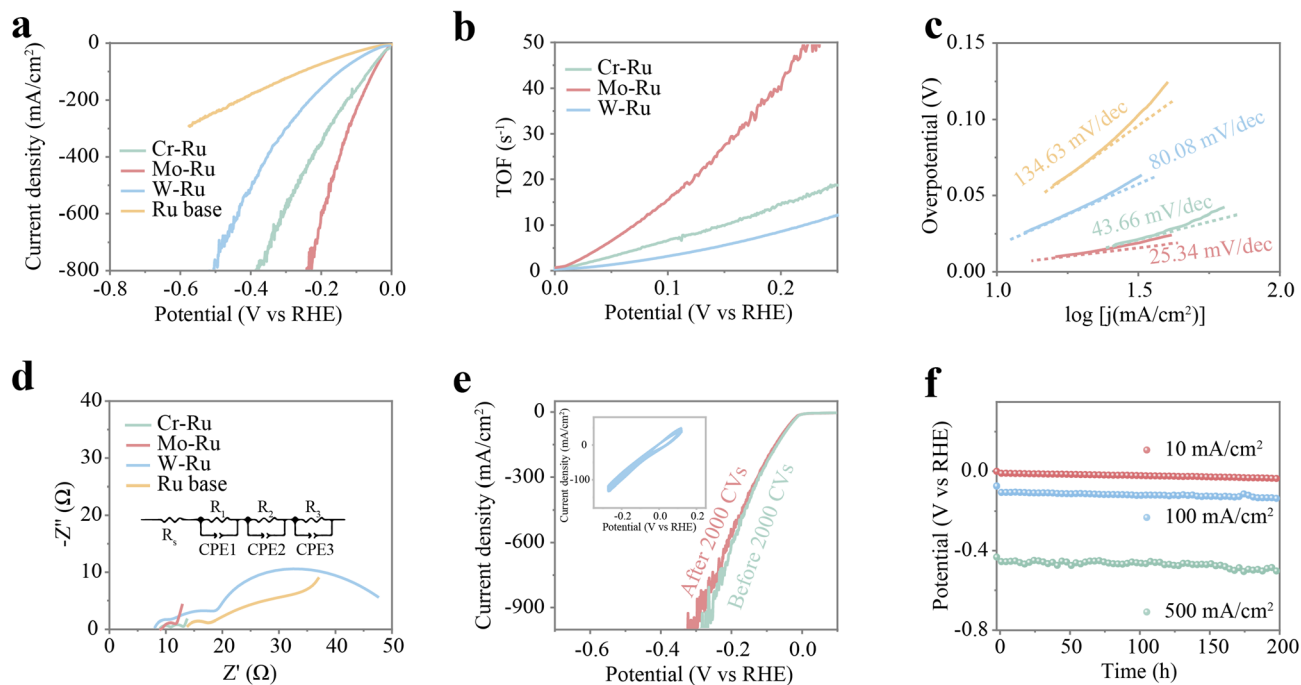 a
0
-200
-400
-600
-800
-0.8
-0.6
-0.4
-0.2
0.0
Current density (mA/cm²)
Potential (V vs RHE)
Cr-Ru
Mo-Ru
W-Ru
Ru base
b
50
40
30
20
10
0
0.0
0.1
0.2
TOF (s⁻¹)
Potential (V vs RHE)
Cr-Ru
Mo-Ru
W-Ru
c
0.15
0.10
0.05
0.00
1.0
1.5
2.0
Overpotential (V)
log [j(mA/cm²)]
134.63 mV/dec
80.08 mV/dec
43.66 mV/dec
25.34 mV/dec
d
40
30
20
10
0
0
10
20
30
40
50
-Z'' (Ω)
Z' (Ω)
Cr-Ru
Mo-Ru
W-Ru
Ru base
Rs
R1
R2
R3
CPE1
CPE2
CPE3
e
0
-300
-600
-900
-0.6
-0.4
-0.2
0.0
Current density (mA/cm²)
Potential (V vs RHE)
After 2000 CVs
Before 2000 CVs
0
-100
-0.2
0.0
0.2
Current density (mA/cm²)
Potential (V vs RHE)
f
0.0
-0.4
-0.8
0
50
100
150
200
Potential (V vs RHE)
Time (h)
10 mA/cm²
100 mA/cm²
500 mA/cm²